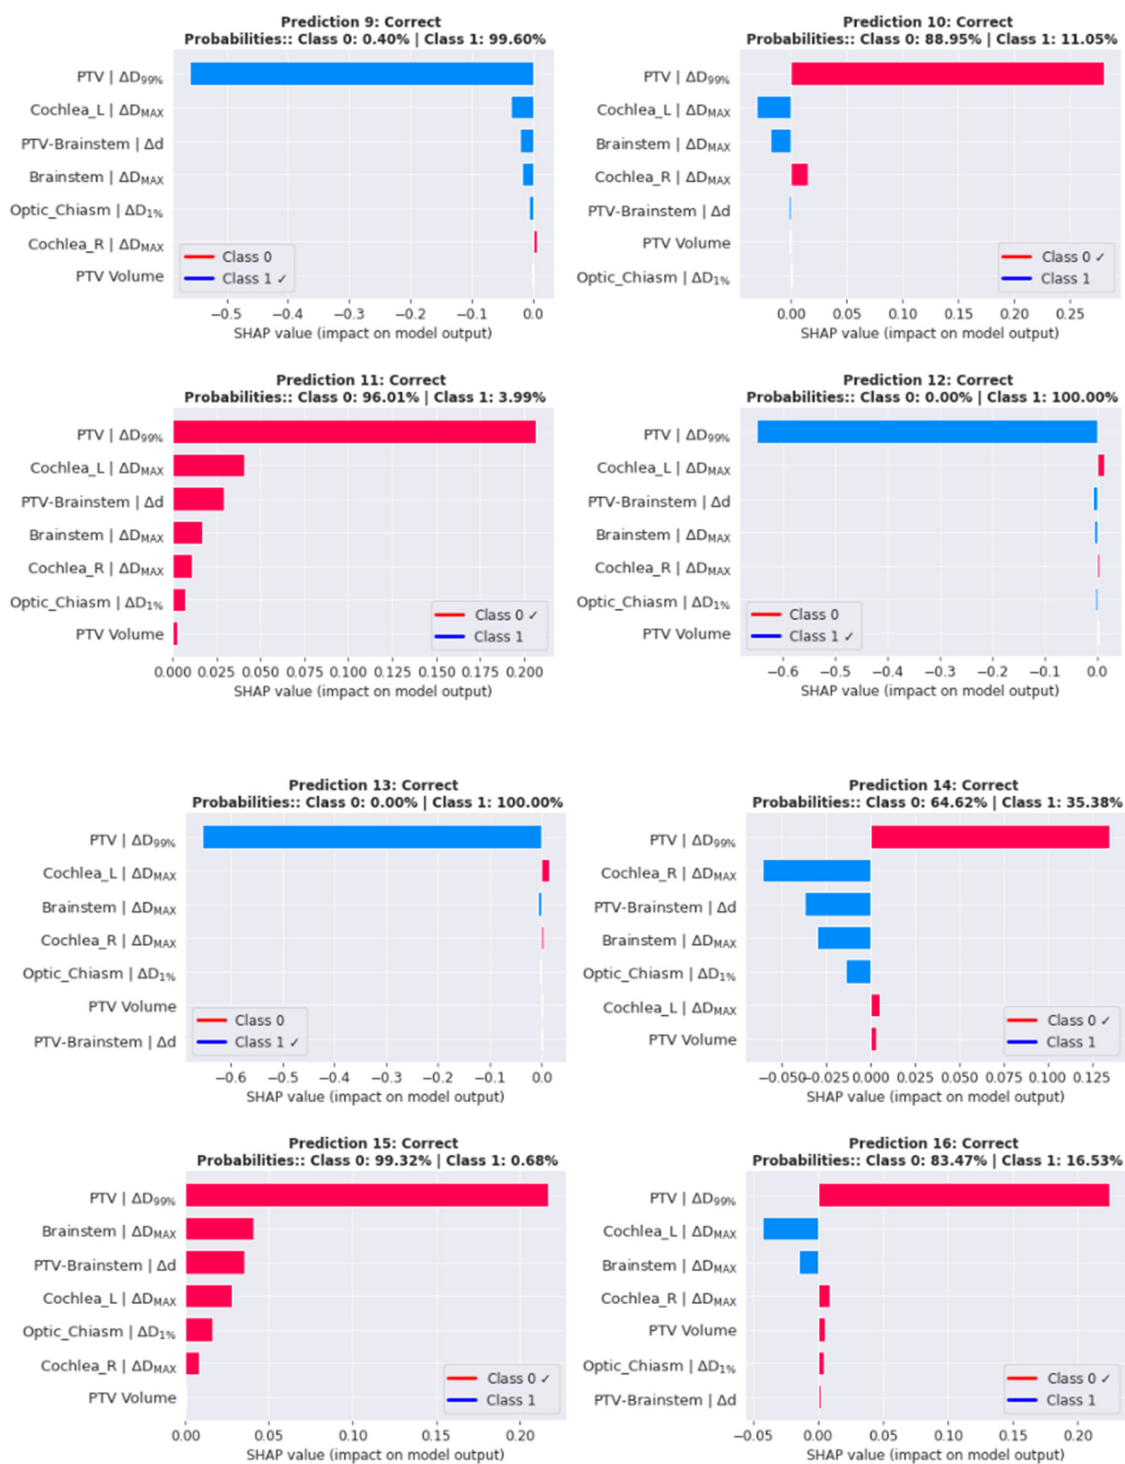 Prediction 9: Correct
Probabilities:: Class 0: 0.40% | Class 1: 99.60%
PTV | ΔD99%
Cochlea_L | ΔDMAX
PTV-Brainstem | Δd
Brainstem | ΔDMAX
Optic_Chiasm | ΔD1%
Cochlea_R | ΔDMAX
PTV Volume
Class 0
Class 1 ✓
−0.5 −0.4 −0.3 −0.2 −0.1 0.0
SHAP value (impact on model output)
Prediction 10: Correct
Probabilities:: Class 0: 88.95% | Class 1: 11.05%
PTV | ΔD99%
Cochlea_L | ΔDMAX
Brainstem | ΔDMAX
Cochlea_R | ΔDMAX
PTV-Brainstem | Δd
PTV Volume
Optic_Chiasm | ΔD1%
Class 0 ✓
Class 1
0.00 0.05 0.10 0.15 0.20 0.25
SHAP value (impact on model output)
Prediction 11: Correct
Probabilities:: Class 0: 96.01% | Class 1: 3.99%
PTV | ΔD99%
Cochlea_L | ΔDMAX
PTV-Brainstem | Δd
Brainstem | ΔDMAX
Cochlea_R | ΔDMAX
Optic_Chiasm | ΔD1%
PTV Volume
Class 0 ✓
Class 1
0.000 0.025 0.050 0.075 0.100 0.125 0.150 0.175 0.200
SHAP value (impact on model output)
Prediction 12: Correct
Probabilities:: Class 0: 0.00% | Class 1: 100.00%
PTV | ΔD99%
Cochlea_L | ΔDMAX
PTV-Brainstem | Δd
Brainstem | ΔDMAX
Cochlea_R | ΔDMAX
Optic_Chiasm | ΔD1%
PTV Volume
Class 0
Class 1 ✓
−0.6 −0.5 −0.4 −0.3 −0.2 −0.1 0.0
SHAP value (impact on model output)
Prediction 13: Correct
Probabilities:: Class 0: 0.00% | Class 1: 100.00%
PTV | ΔD99%
Cochlea_L | ΔDMAX
Brainstem | ΔDMAX
Cochlea_R | ΔDMAX
Optic_Chiasm | ΔD1%
PTV Volume
PTV-Brainstem | Δd
Class 0
Class 1 ✓
−0.6 −0.5 −0.4 −0.3 −0.2 −0.1 0.0
SHAP value (impact on model output)
Prediction 14: Correct
Probabilities:: Class 0: 64.62% | Class 1: 35.38%
PTV | ΔD99%
Cochlea_R | ΔDMAX
PTV-Brainstem | Δd
Brainstem | ΔDMAX
Optic_Chiasm | ΔD1%
Cochlea_L | ΔDMAX
PTV Volume
Class 0 ✓
Class 1
−0.050 −0.025 0.000 0.025 0.050 0.075 0.100 0.125
SHAP value (impact on model output)
Prediction 15: Correct
Probabilities:: Class 0: 99.32% | Class 1: 0.68%
PTV | ΔD99%
Brainstem | ΔDMAX
PTV-Brainstem | Δd
Cochlea_L | ΔDMAX
Optic_Chiasm | ΔD1%
Cochlea_R | ΔDMAX
PTV Volume
Class 0 ✓
Class 1
0.00 0.05 0.10 0.15 0.20
SHAP value (impact on model output)
Prediction 16: Correct
Probabilities:: Class 0: 83.47% | Class 1: 16.53%
PTV | ΔD99%
Cochlea_L | ΔDMAX
Brainstem | ΔDMAX
Cochlea_R | ΔDMAX
PTV Volume
Optic_Chiasm | ΔD1%
PTV-Brainstem | Δd
Class 0 ✓
Class 1
−0.05 0.00 0.05 0.10 0.15 0.20
SHAP value (impact on model output)